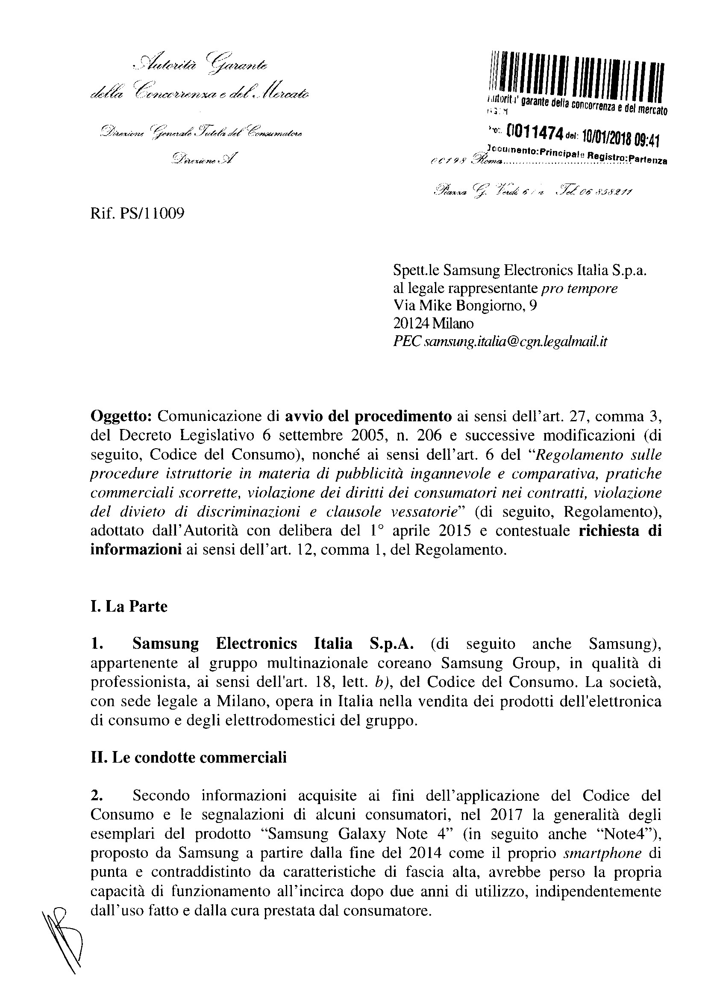 Autorità Garante
della Concorrenza e del Mercato
Direzione Generale Tutela del Consumatore
Direzione A
garante della concorrenza e del mercato
0011474 del: 10/01/2018 09:41
Documento:Principale Registro:Partenza
00198 Roma
Piazza G. Verdi 6/a Tel. 06 858211
Rif. PS/11009
Spett.le Samsung Electronics Italia S.p.a.
al legale rappresentante pro tempore
Via Mike Bongiorno, 9
20124 Milano
PEC samsung.italia@cgn.legalmail.it
Oggetto: Comunicazione di avvio del procedimento ai sensi dell’art. 27, comma 3,
del Decreto Legislativo 6 settembre 2005, n. 206 e successive modificazioni (di
seguito, Codice del Consumo), nonché ai sensi dell’art. 6 del “Regolamento sulle
procedure istruttorie in materia di pubblicità ingannevole e comparativa, pratiche
commerciali scorrette, violazione dei diritti dei consumatori nei contratti, violazione
del divieto di discriminazioni e clausole vessatorie” (di seguito, Regolamento),
adottato dall’Autorità con delibera del 1° aprile 2015 e contestuale richiesta di
informazioni ai sensi dell’art. 12, comma 1, del Regolamento.
I. La Parte
1. Samsung Electronics Italia S.p.A. (di seguito anche Samsung),
appartenente al gruppo multinazionale coreano Samsung Group, in qualità di
professionista, ai sensi dell'art. 18, lett. b), del Codice del Consumo. La società,
con sede legale a Milano, opera in Italia nella vendita dei prodotti dell'elettronica
di consumo e degli elettrodomestici del gruppo.
II. Le condotte commerciali
2. Secondo informazioni acquisite ai fini dell’applicazione del Codice del
Consumo e le segnalazioni di alcuni consumatori, nel 2017 la generalità degli
esemplari del prodotto “Samsung Galaxy Note 4” (in seguito anche “Note4”),
proposto da Samsung a partire dalla fine del 2014 come il proprio smartphone di
punta e contraddistinto da caratteristiche di fascia alta, avrebbe perso la propria
capacità di funzionamento all’incirca dopo due anni di utilizzo, indipendentemente
dall’uso fatto e dalla cura prestata dal consumatore.